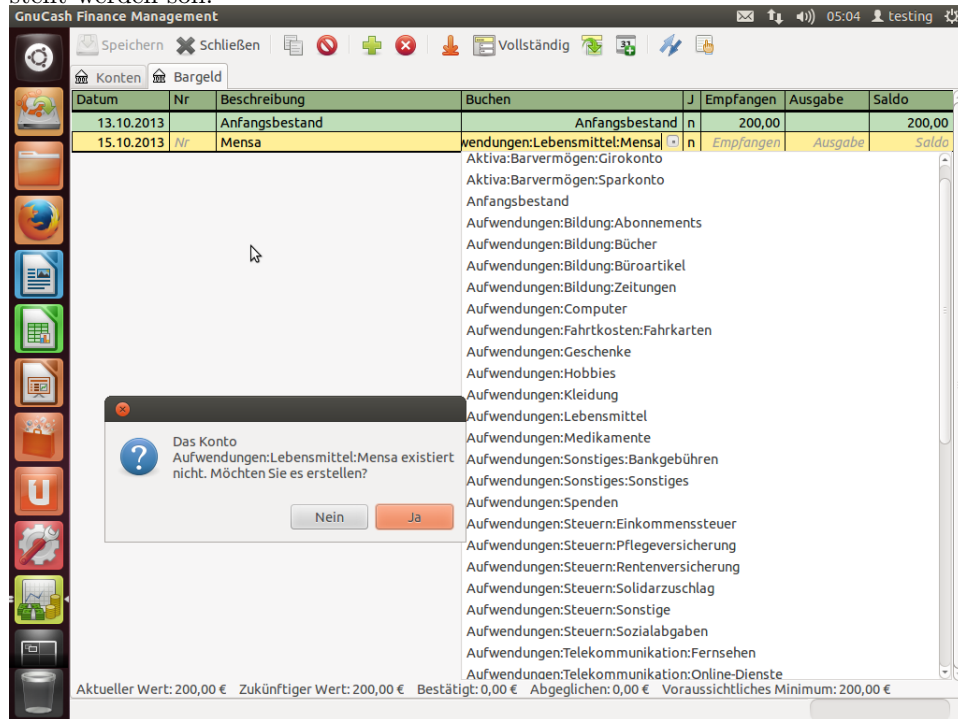 stellt werden soll.
GnuCash Finance Management 05:04 testing
Speichern Schließen Vollständig 31
Konten Bargeld
Datum Nr Beschreibung Buchen J Empfangen Ausgabe Saldo
13.10.2013 Anfangsbestand Anfangsbestand n 200,00 200,00
15.10.2013 Nr Mensa wendungen:Lebensmittel:Mensa n Empfangen Ausgabe Saldo
Aktiva:Barvermögen:Girokonto
Aktiva:Barvermögen:Sparkonto
Anfangsbestand
Aufwendungen:Bildung:Abonnements
Aufwendungen:Bildung:Bücher
Aufwendungen:Bildung:Büroartikel
Aufwendungen:Bildung:Zeitungen
Aufwendungen:Computer
Aufwendungen:Fahrtkosten:Fahrkarten
Aufwendungen:Geschenke
Aufwendungen:Hobbies
Aufwendungen:Kleidung
Aufwendungen:Lebensmittel
Aufwendungen:Medikamente
Aufwendungen:Sonstiges:Bankgebühren
Aufwendungen:Sonstiges:Sonstiges
Aufwendungen:Spenden
Aufwendungen:Steuern:Einkommenssteuer
Aufwendungen:Steuern:Pflegeversicherung
Aufwendungen:Steuern:Rentenversicherung
Aufwendungen:Steuern:Solidarzuschlag
Aufwendungen:Steuern:Sonstige
Aufwendungen:Steuern:Sozialabgaben
Aufwendungen:Telekommunikation:Fernsehen
Aufwendungen:Telekommunikation:Online-Dienste
Das Konto
Aufwendungen:Lebensmittel:Mensa existiert
nicht. Möchten Sie es erstellen?
Nein Ja
Aktueller Wert: 200,00 € Zukünftiger Wert: 200,00 € Bestätigt: 0,00 € Abgeglichen: 0,00 € Voraussichtliches Minimum: 200,00 €